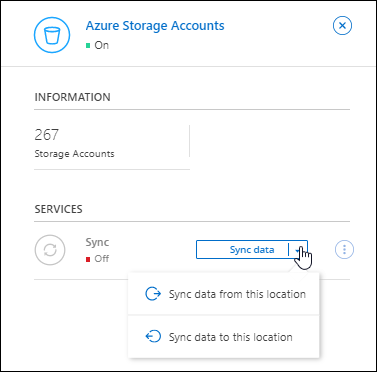 Azure Storage Accounts
On
INFORMATION
267
Storage Accounts
SERVICES
Sync
Off
Sync data
Sync data from this location
Sync data to this location